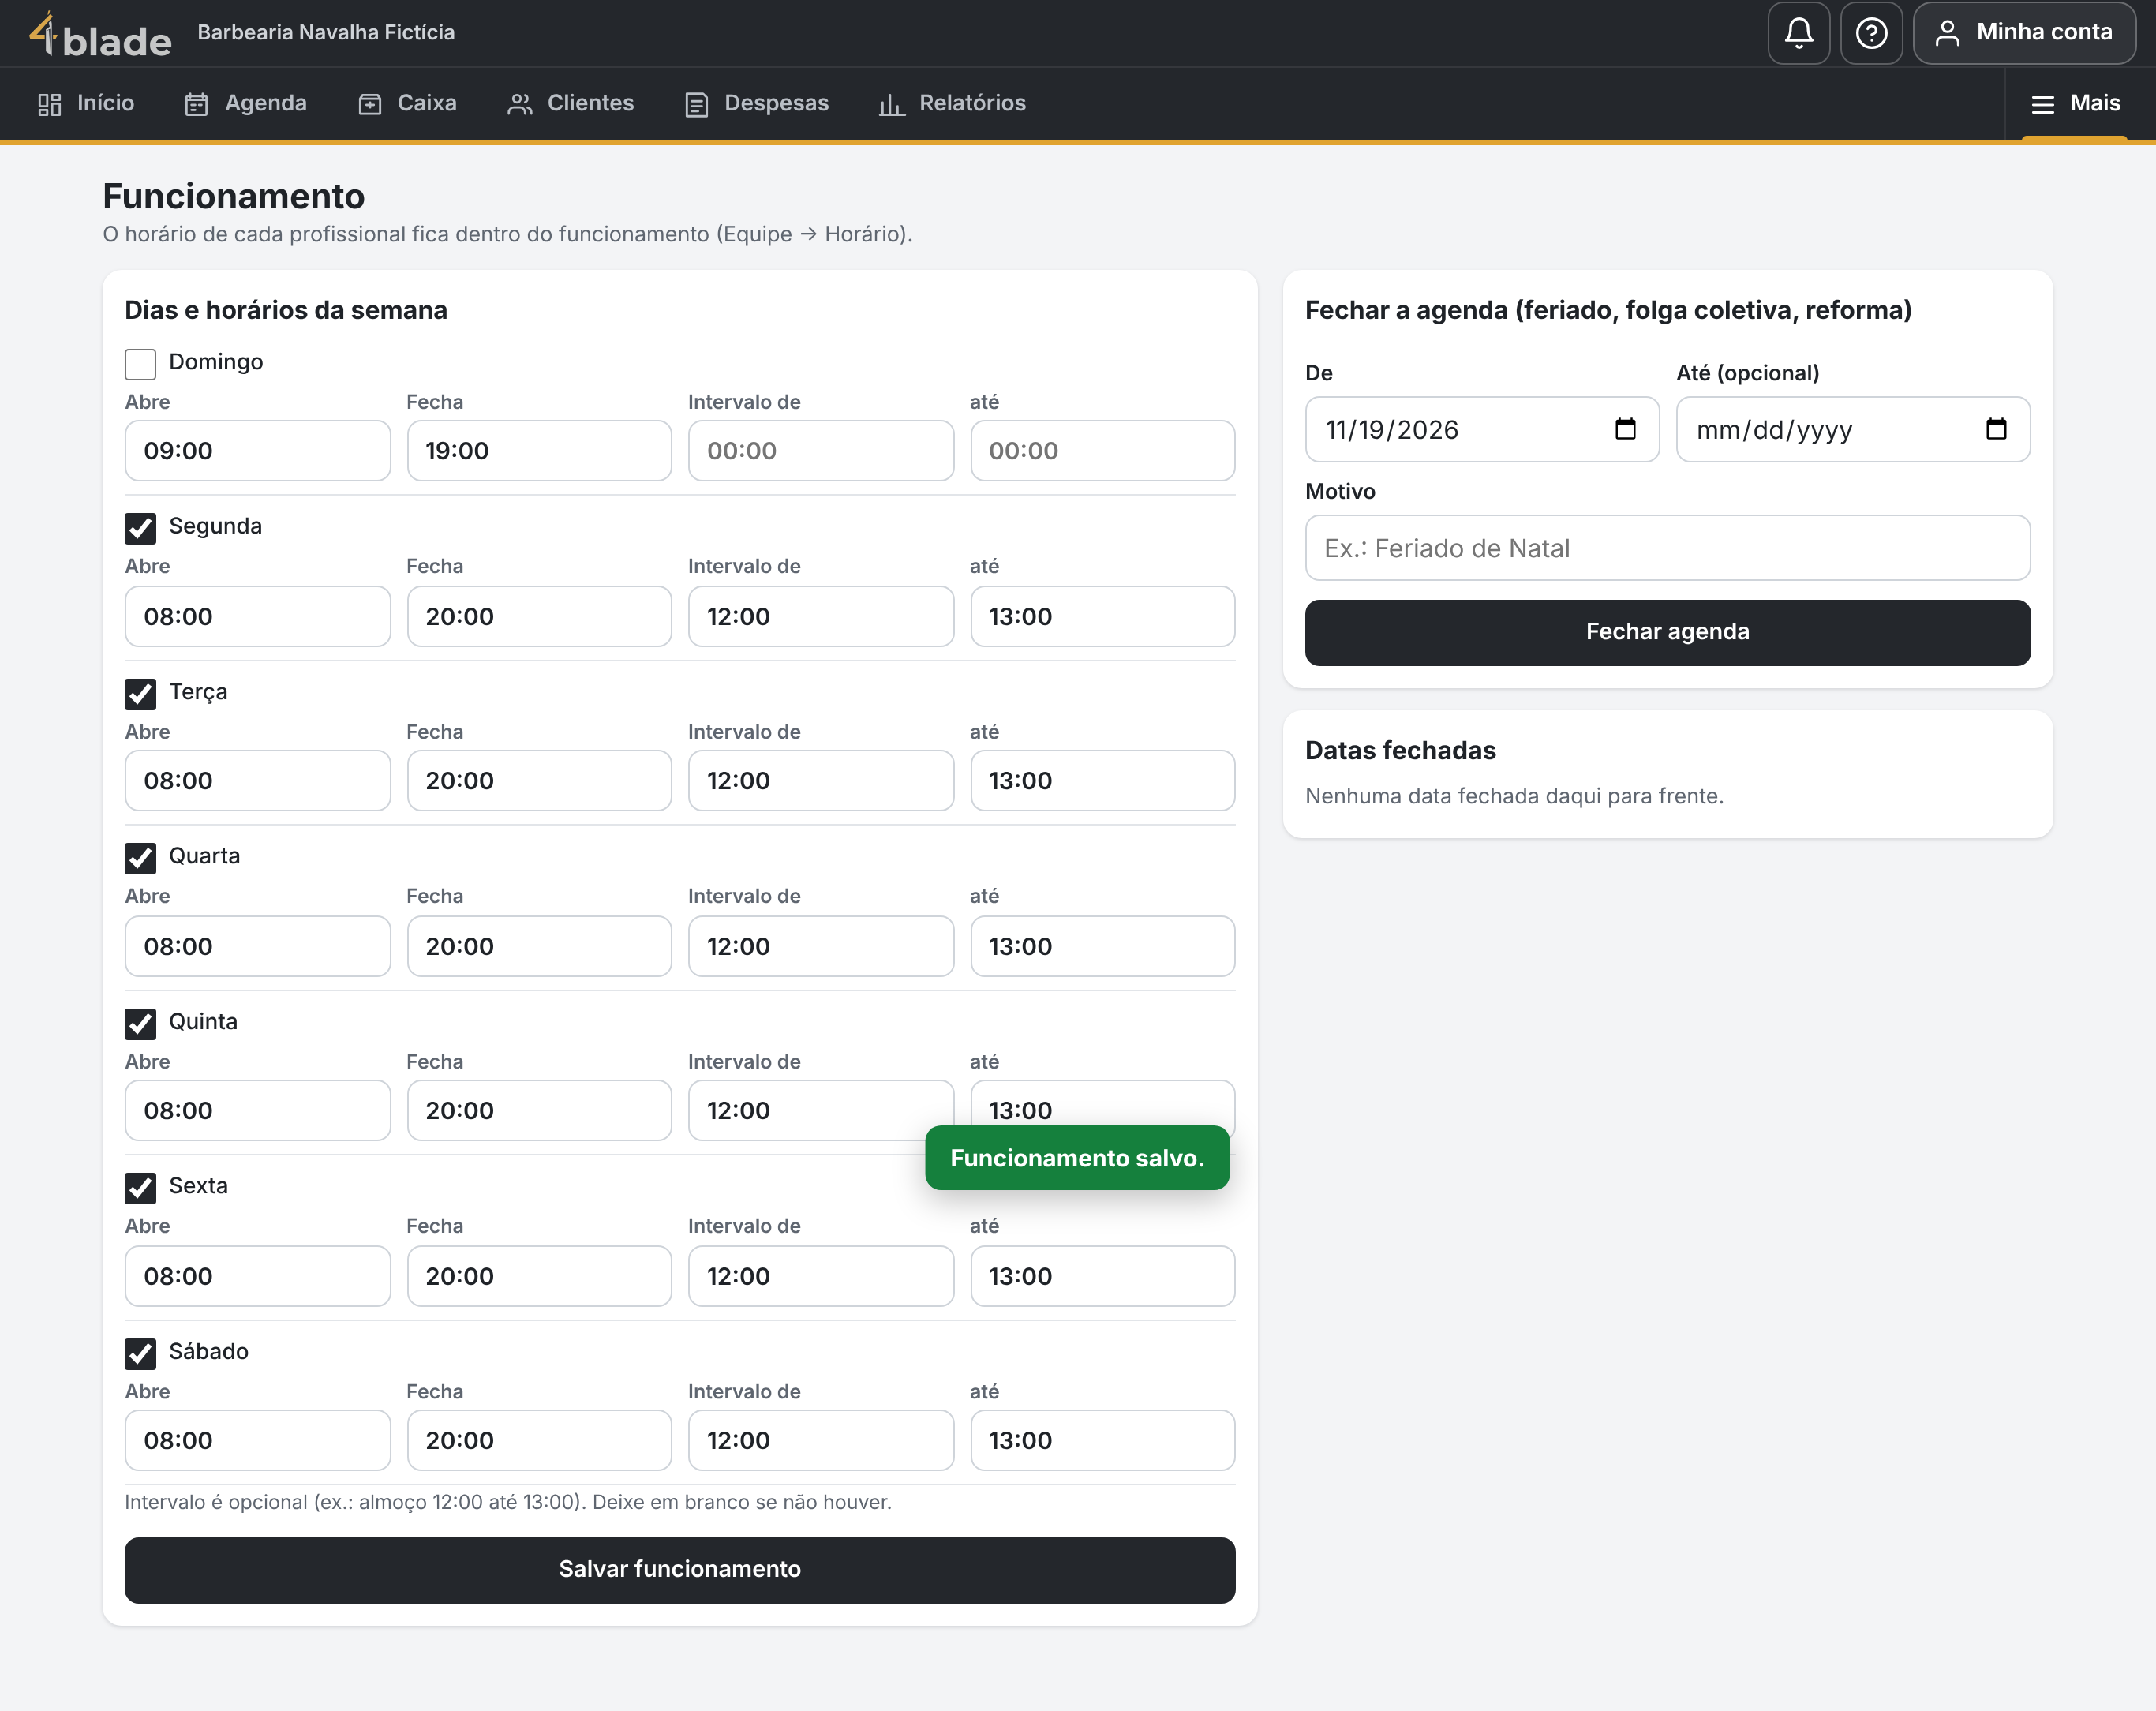 4blade Barbearia Navalha Fictícia Minha conta
Início Agenda Caixa Clientes Despesas Relatórios Mais
Funcionamento
O horário de cada profissional fica dentro do funcionamento (Equipe → Horário).
Dias e horários da semana
Domingo
Abre Fecha Intervalo de até
09:00 19:00 00:00 00:00
Segunda
Abre Fecha Intervalo de até
08:00 20:00 12:00 13:00
Terça
Abre Fecha Intervalo de até
08:00 20:00 12:00 13:00
Quarta
Abre Fecha Intervalo de até
08:00 20:00 12:00 13:00
Quinta
Abre Fecha Intervalo de até
08:00 20:00 12:00 13:00
Funcionamento salvo.
Sexta
Abre Fecha Intervalo de até
08:00 20:00 12:00 13:00
Sábado
Abre Fecha Intervalo de até
08:00 20:00 12:00 13:00
Intervalo é opcional (ex.: almoço 12:00 até 13:00). Deixe em branco se não houver.
Salvar funcionamento
Fechar a agenda (feriado, folga coletiva, reforma)
De Até (opcional)
11/19/2026 mm/dd/yyyy
Motivo
Ex.: Feriado de Natal
Fechar agenda
Datas fechadas
Nenhuma data fechada daqui para frente.